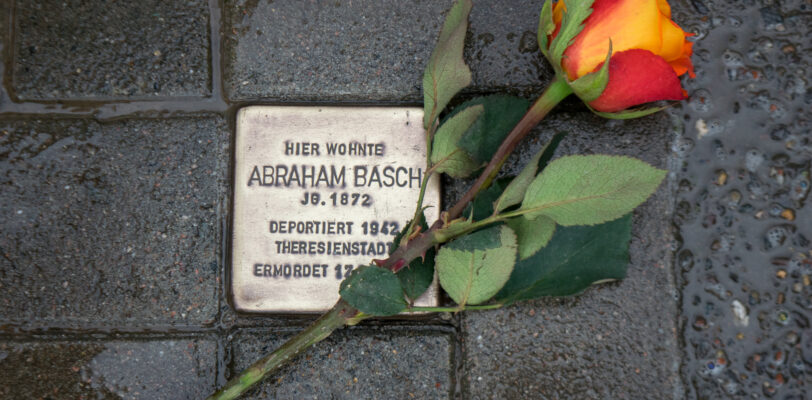 HIER WOHNTE
ABRAHAM BASCH
JG. 1872
DEPORTIERT 1942
THERESIENSTADT
ERMORDET